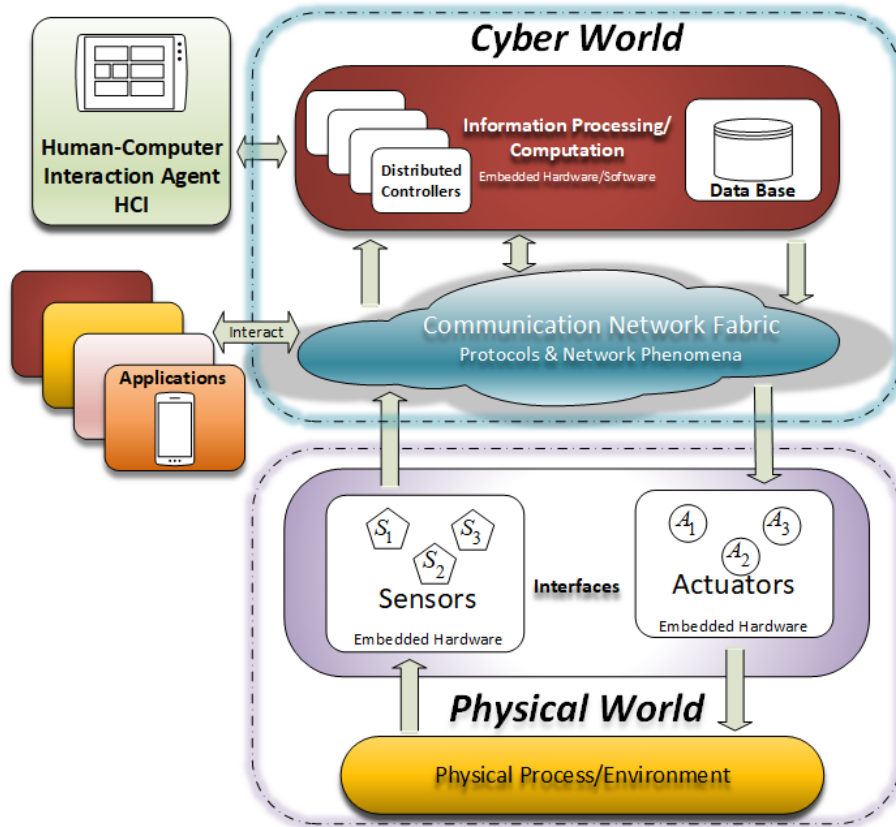 Cyber World
Human-Computer
Interaction Agent
HCI
Information Processing/
Computation
Embedded Hardware/Software
Distributed
Controllers
Data Base
Interact
Communication Network Fabric
Protocols & Network Phenomena
Applications
S1
S2
S3
Sensors
Embedded Hardware
Interfaces
A1
A2
A3
Actuators
Embedded Hardware
Physical World
Physical Process/Environment